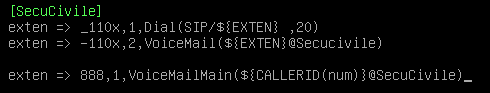 [SecuCivile]
exten => _110x,1,Dial(SIP/${EXTEN} ,20)
exten => -110x,2,VoiceMail(${EXTEN}@Secucivile)
exten => 888,1,VoiceMailMain(${CALLERID(num)}@SecuCivile)_